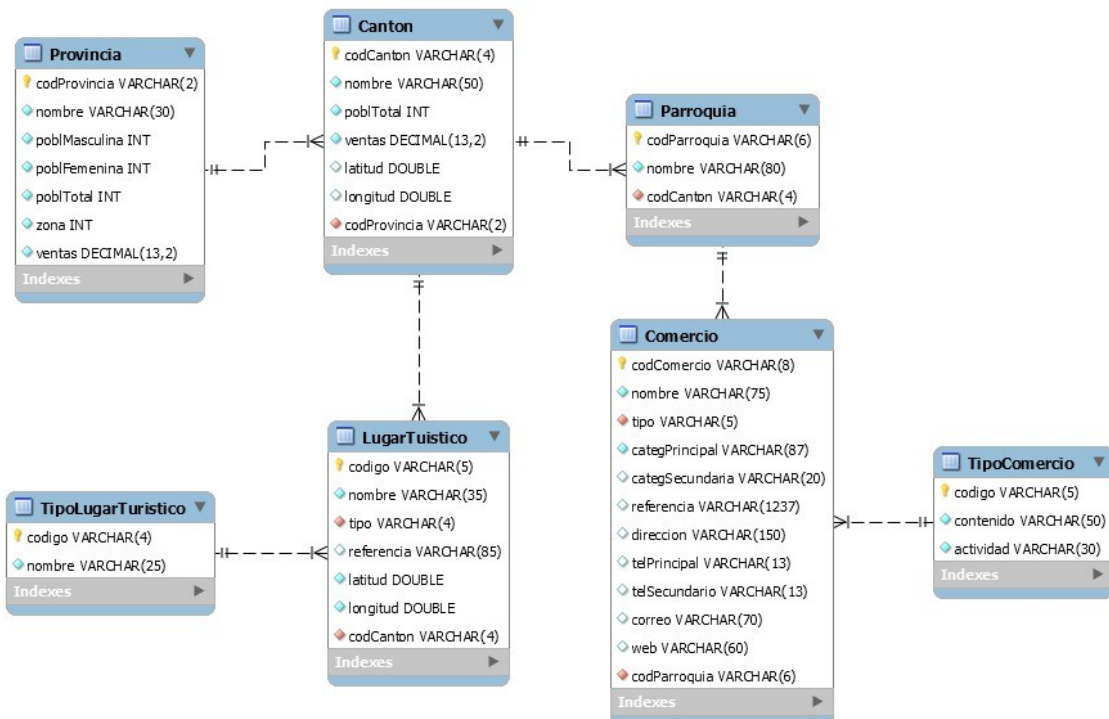 Provincia
codProvincia VARCHAR(2)
nombre VARCHAR(30)
poblMasculina INT
poblFemenina INT
poblTotal INT
zona INT
ventas DECIMAL(13,2)
Indexes
Canton
codCanton VARCHAR(4)
nombre VARCHAR(50)
poblTotal INT
ventas DECIMAL(13,2)
latitud DOUBLE
longitud DOUBLE
codProvincia VARCHAR(2)
Indexes
Parroquia
codParroquia VARCHAR(6)
nombre VARCHAR(80)
codCanton VARCHAR(4)
Indexes
TipoLugarTuristico
codigo VARCHAR(4)
nombre VARCHAR(25)
Indexes
LugarTuistico
codigo VARCHAR(5)
nombre VARCHAR(35)
tipo VARCHAR(4)
referencia VARCHAR(85)
latitud DOUBLE
longitud DOUBLE
codCanton VARCHAR(4)
Indexes
Comercio
codComercio VARCHAR(8)
nombre VARCHAR(75)
tipo VARCHAR(5)
categPrincipal VARCHAR(87)
categSecundaria VARCHAR(20)
referencia VARCHAR(1237)
direccion VARCHAR(150)
telPrincipal VARCHAR(13)
telSecundario VARCHAR(13)
correo VARCHAR(70)
web VARCHAR(60)
codParroquia VARCHAR(6)
Indexes
TipoComercio
codigo VARCHAR(5)
contenido VARCHAR(50)
actividad VARCHAR(30)
Indexes